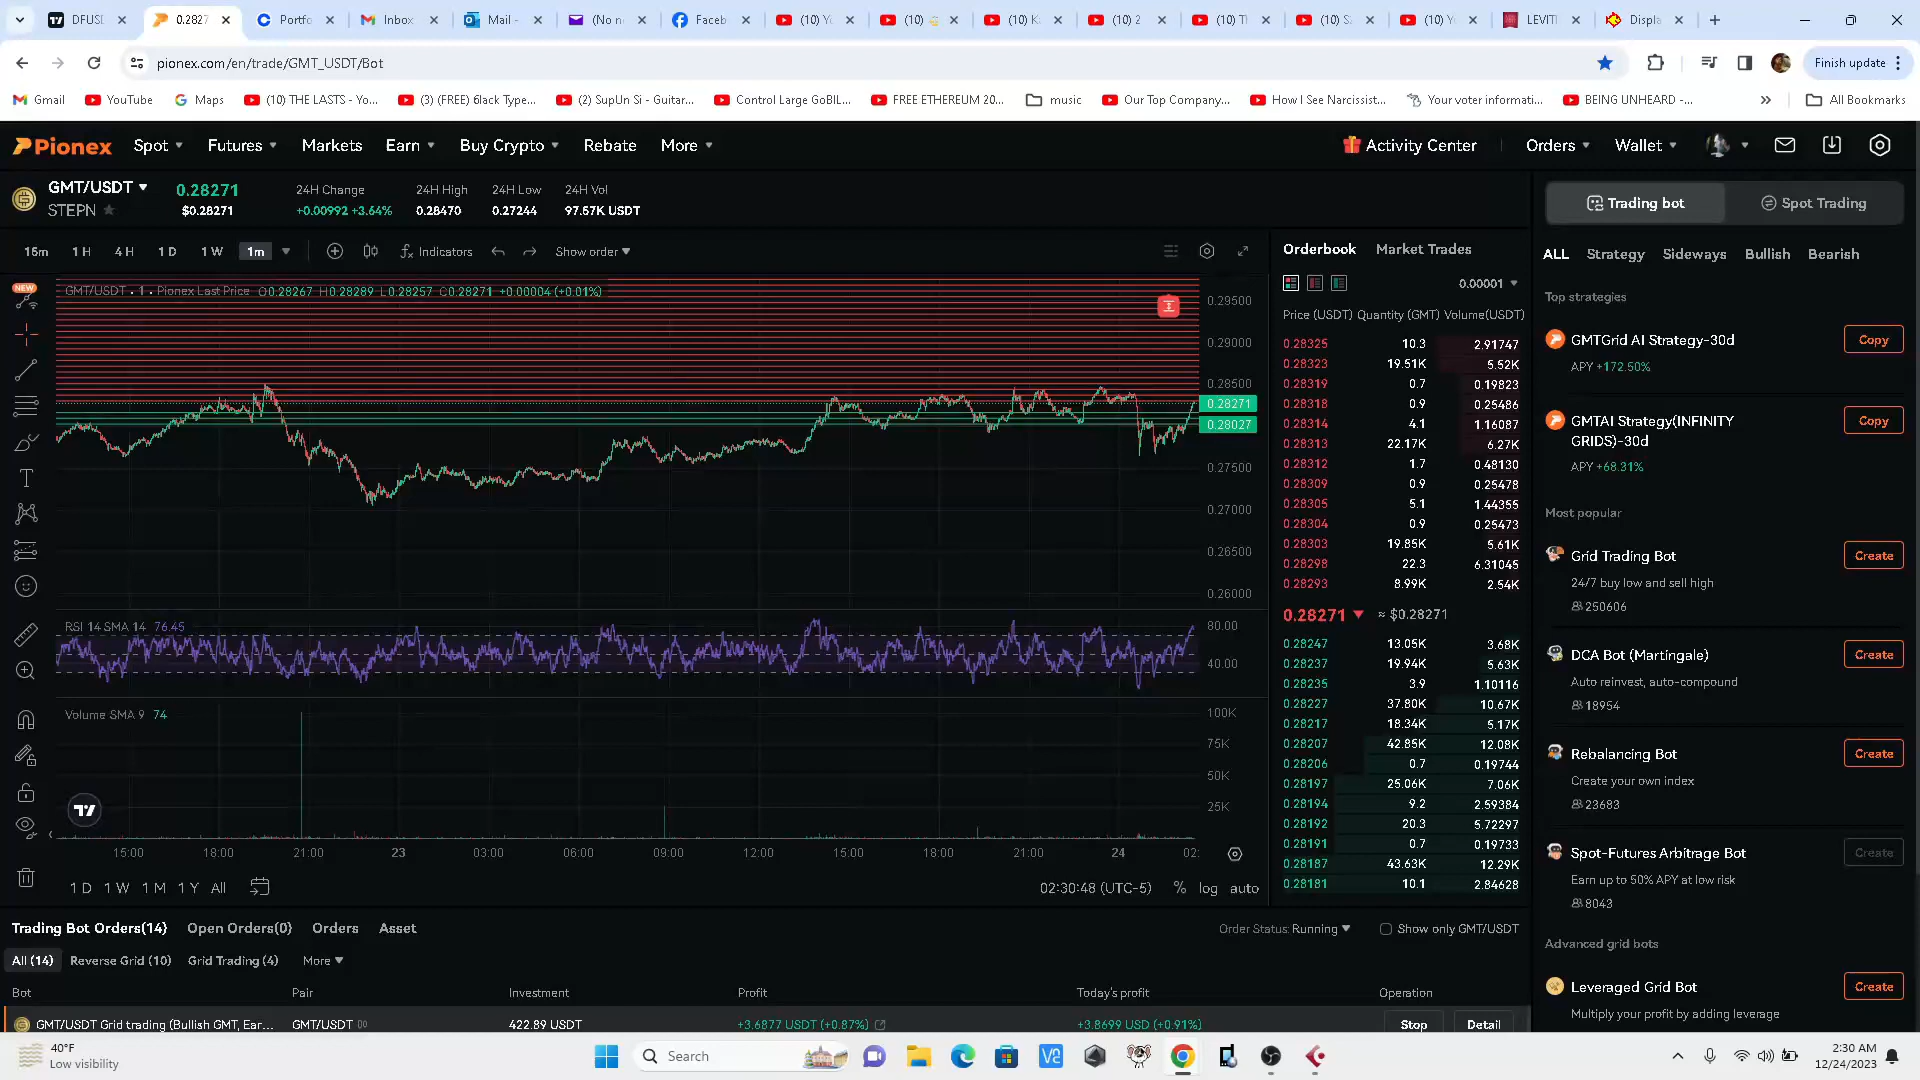 DFUSD
0.2827
Portfo
Inbox
Mail -
(No n
Faceb
(10) Y
(10)
(10) K
(10) 2
(10) T
(10) S
(10) Y
LEVIT
Displa
pionex.com/en/trade/GMT_USDT/Bot
Finish update
Gmail
YouTube
Maps
(10) THE LASTS - Yo...
(3) (FREE) 6lack Type...
(2) SupUn Si - Guitar...
Control Large GoBIL...
FREE ETHEREUM 20...
music
Our Top Company...
How I See Narcissist...
Your voter informati...
BEING UNHEARD -...
All Bookmarks
Pionex
Spot
Futures
Markets
Earn
Buy Crypto
Rebate
More
Activity Center
Orders
Wallet
GMT/USDT
STEPN
0.28271
$0.28271
24H Change
+0.00992 +3.64%
24H High
0.28470
24H Low
0.27244
24H Vol
97.57K USDT
15m 1 H 4 H 1 D 1 W 1m
Indicators
Show order
NEW
GMT/USDT · 1 · Pionex Last Price O0.28267 H0.28289 L0.28257 C0.28271 +0.00004 (+0.01%)
0.29500
0.29000
0.28500
0.28271
0.28027
0.27500
0.27000
0.26500
0.26000
RSI 14 SMA 14 76.45
80.00
40.00
Volume SMA 9 74
100K
75K
50K
25K
15:00 18:00 21:00 23 03:00 06:00 09:00 12:00 15:00 18:00 21:00 24 02:
1 D 1 W 1 M 1 Y All
02:30:48 (UTC-5) % log auto
Orderbook Market Trades
0.00001
Price (USDT) Quantity (GMT) Volume(USDT)
0.28325 10.3 2.91747
0.28323 19.51K 5.52K
0.28319 0.7 0.19823
0.28318 0.9 0.25486
0.28314 4.1 1.16087
0.28313 22.17K 6.27K
0.28312 1.7 0.48130
0.28309 0.9 0.25478
0.28305 5.1 1.44355
0.28304 0.9 0.25473
0.28303 19.85K 5.61K
0.28298 22.3 6.31045
0.28293 8.99K 2.54K
0.28271 ≈ $0.28271
0.28247 13.05K 3.68K
0.28237 19.94K 5.63K
0.28235 3.9 1.10116
0.28227 37.80K 10.67K
0.28217 18.34K 5.17K
0.28207 42.85K 12.08K
0.28206 0.7 0.19744
0.28197 25.06K 7.06K
0.28194 9.2 2.59384
0.28192 20.3 5.72297
0.28191 0.7 0.19733
0.28187 43.63K 12.29K
0.28181 10.1 2.84628
Trading bot
Spot Trading
ALL Strategy Sideways Bullish Bearish
Top strategies
GMTGrid AI Strategy-30d
APY +172.50%
Copy
GMTAI Strategy(INFINITY
GRIDS)-30d
APY +68.31%
Copy
Most popular
Grid Trading Bot
24/7 buy low and sell high
250606
Create
DCA Bot (Martingale)
Auto reinvest, auto-compound
18954
Create
Rebalancing Bot
Create your own index
23683
Create
Spot-Futures Arbitrage Bot
Earn up to 50% APY at low risk
8043
Create
Advanced grid bots
Leveraged Grid Bot
Multiply your profit by adding leverage
Create
Trading Bot Orders(14) Open Orders(0) Orders Asset
Order Status: Running
Show only GMT/USDT
All (14) Reverse Grid (10) Grid Trading (4) More
Bot Pair Investment Profit Today's profit Operation
GMT/USDT Grid trading (Bullish GMT, Ear... GMT/USDT 422.89 USDT +3.6877 USDT (+0.87%) +3.8699 USD (+0.91%) Stop Detail
40°F
Low visibility
Search
2:30 AM
12/24/2023